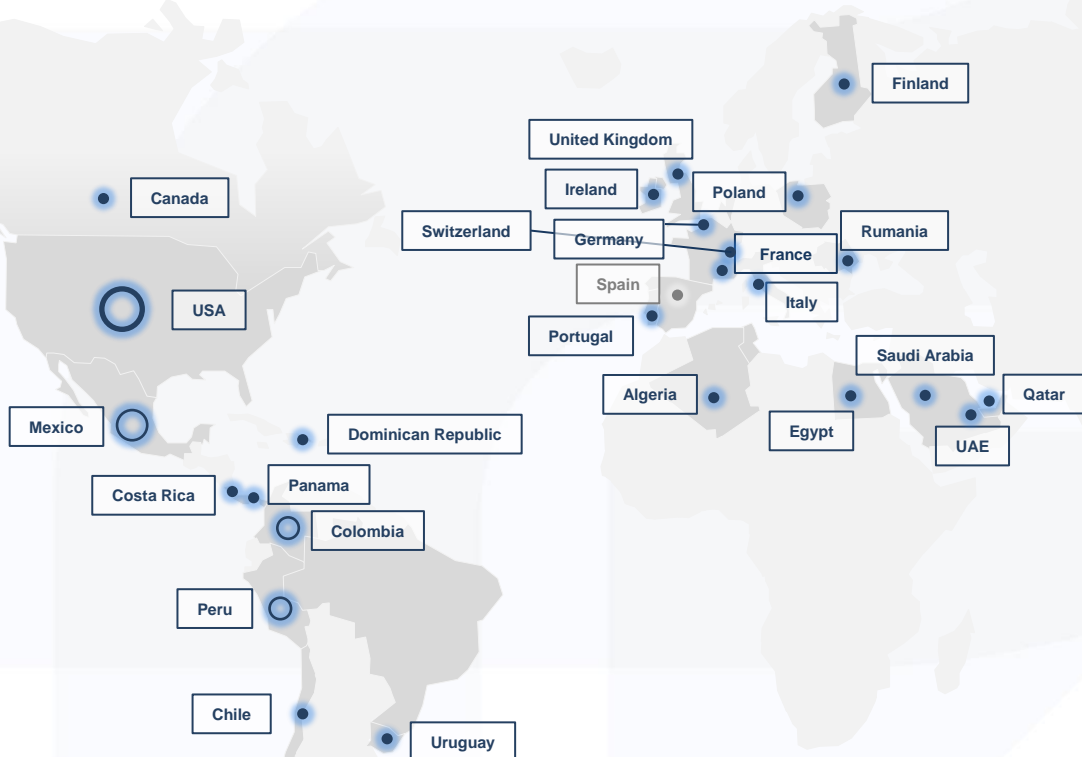 Finland
United Kingdom
Ireland
Poland
Canada
Switzerland
Germany
Rumania
France
Spain
USA
Italy
Portugal
Saudi Arabia
Algeria
Qatar
Mexico
Dominican Republic
Egypt
UAE
Panama
Costa Rica
Colombia
Peru
Chile
Uruguay